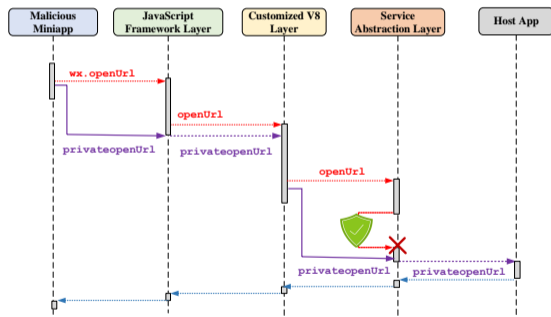 Malicious
Miniapp
JavaScript
Framework Layer
Customized V8
Layer
Service
Abstraction Layer
Host App
wx.openUrl
openUrl
privateopenUrl
privateopenUrl
openUrl
privateopenUrl
privateopenUrl